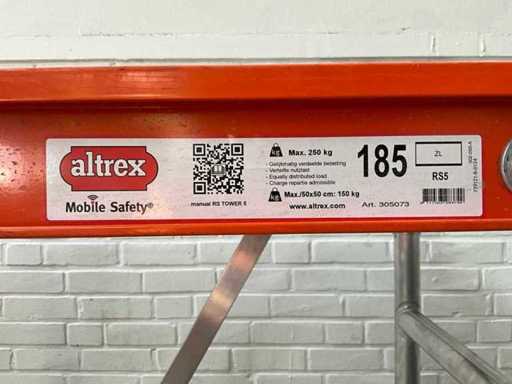 altrex
Mobile Safety®
manual RS TOWER 5
Max. 250 kg
- Gelijkmatig verdeelde belasting
- Verteilte nutzlast
- Equally distributed load
- Charge repartie admissible
Max./50x50 cm: 150 kg
www.altrex.com
185
Art. 305073
ZL
RS5